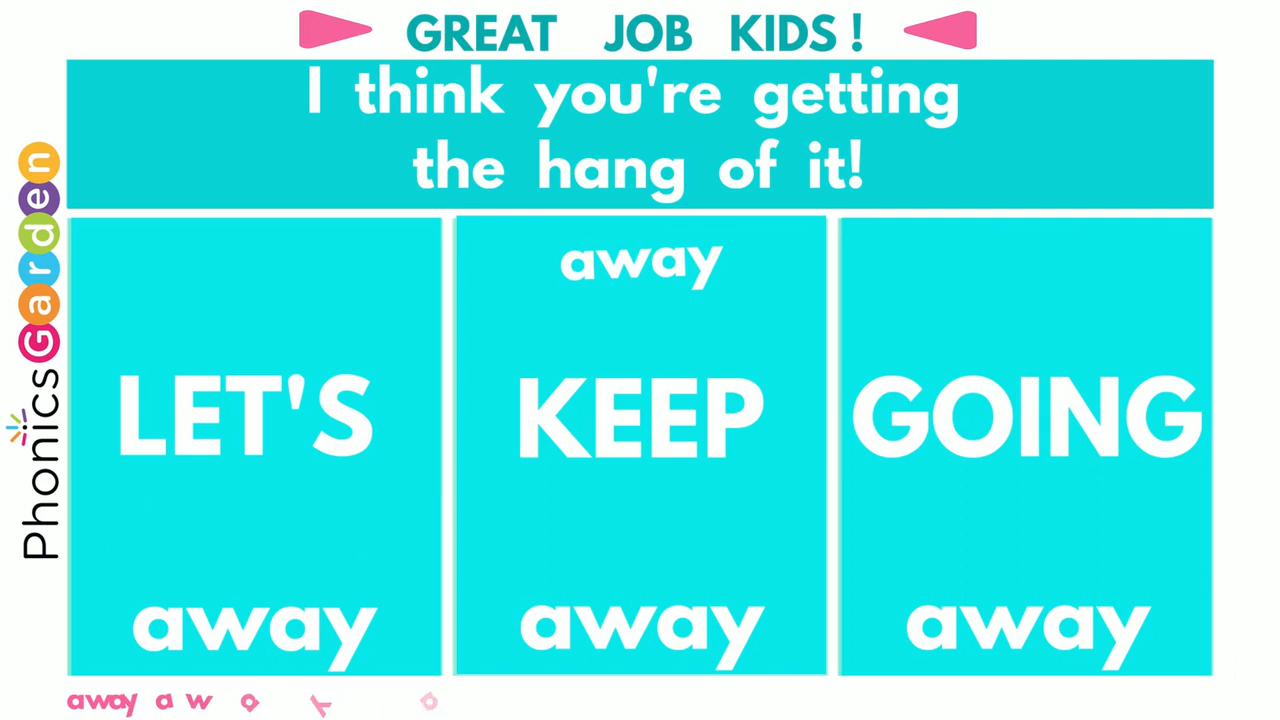 GREAT JOB KIDS !
I think you're getting
the hang of it!
PhonicsGarden
away
LET'S KEEP GOING
away away away
away a w a y a